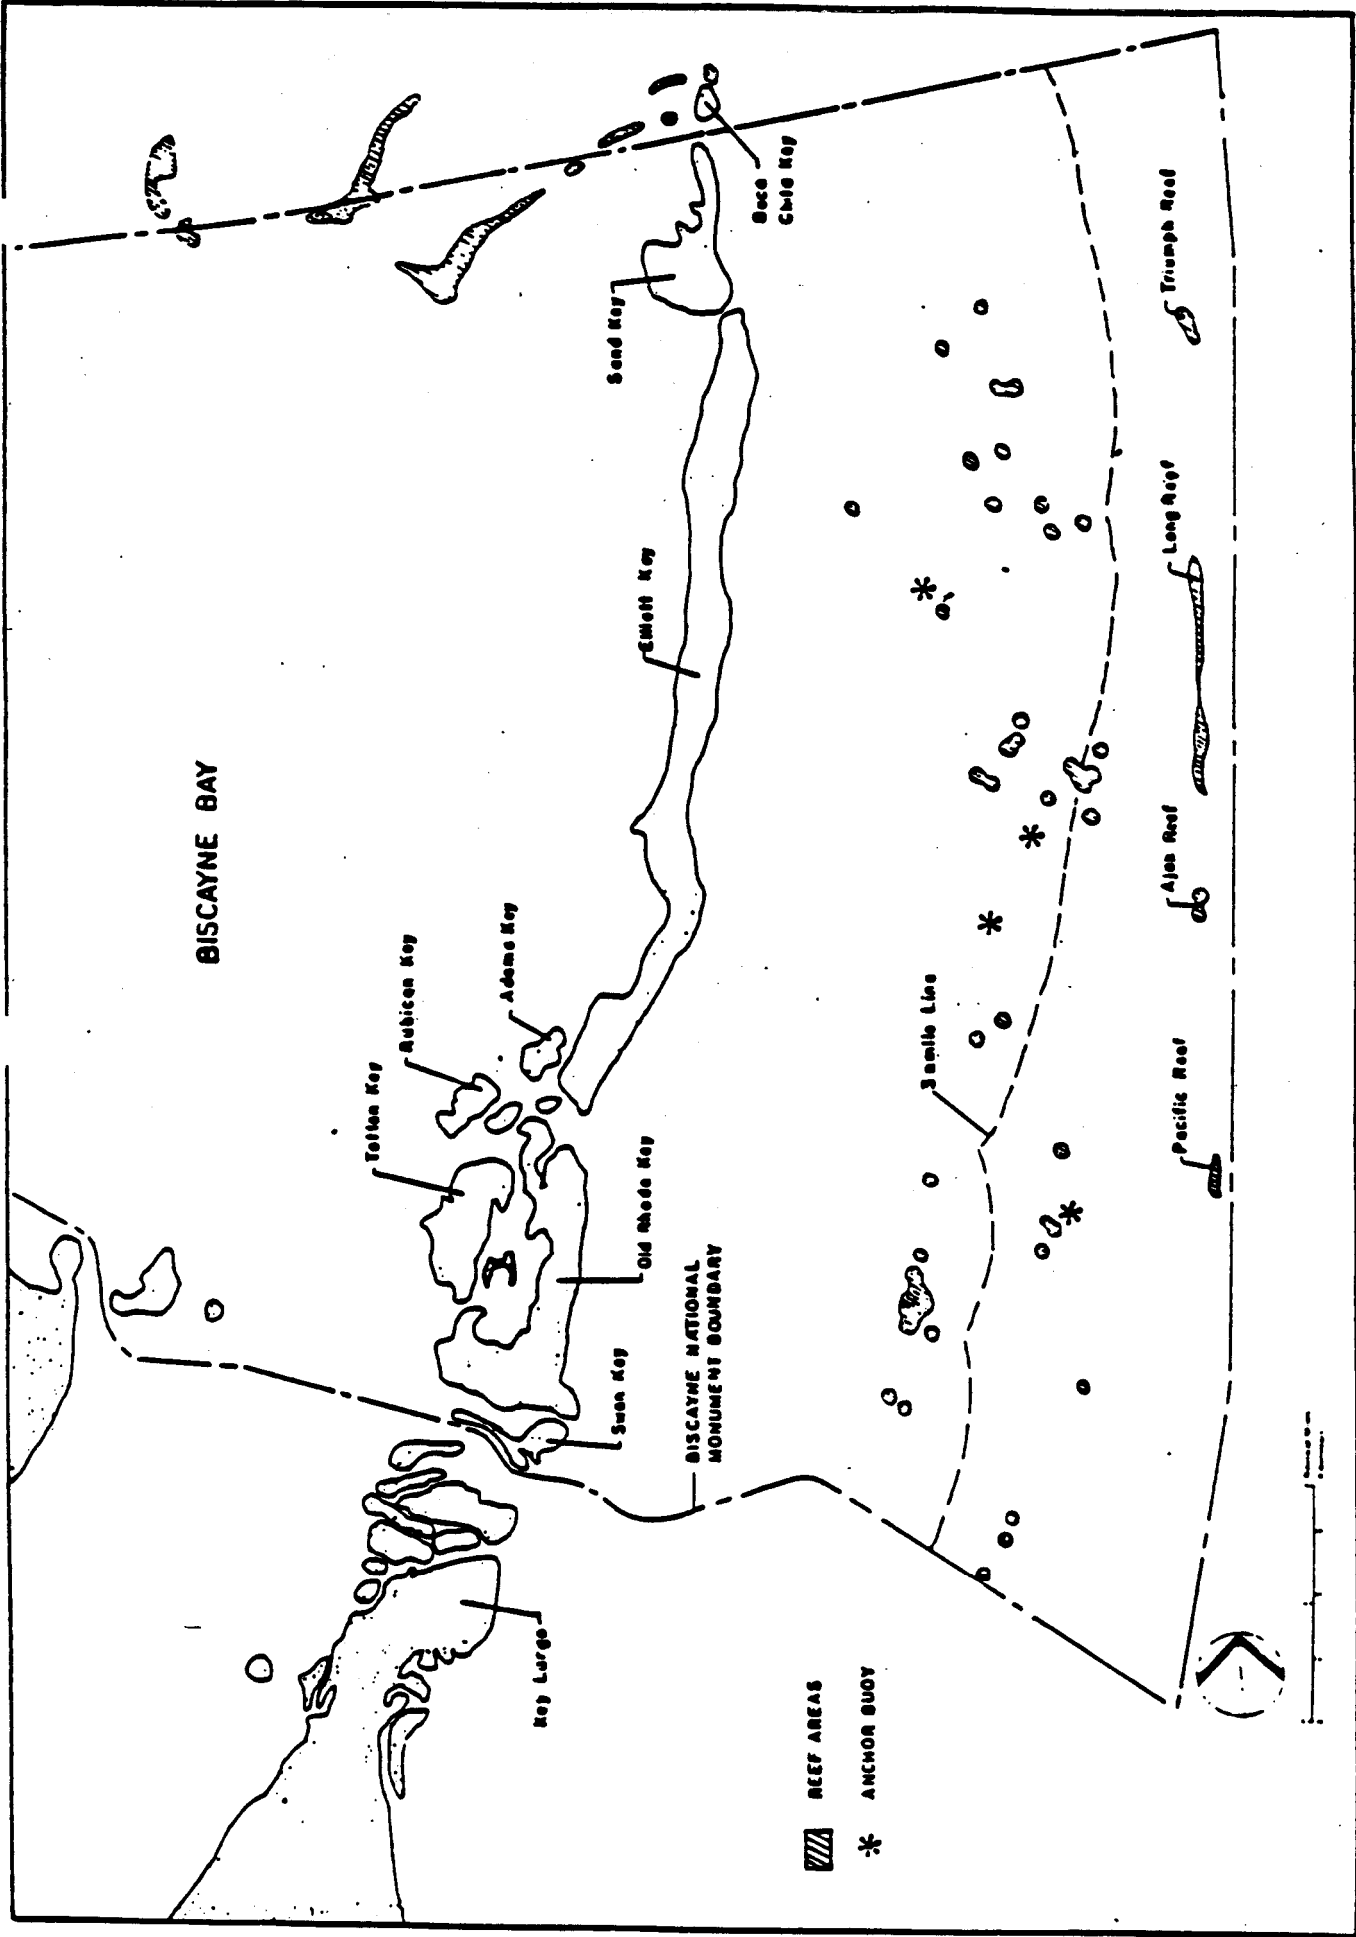 BISCAYNE BAY
Boca
Chita Key
Sand Key
Elliott Key
Adams Key
Rubicon Key
Totten Key
Old Rhoda Key
Swan Key
Key Largo
BISCAYNE NATIONAL
MONUMENT BOUNDARY
3 mile Line
Triumph Reef
Long Reef
Ajax Reef
Pacific Reef
REEF AREAS
ANCHOR BUOY